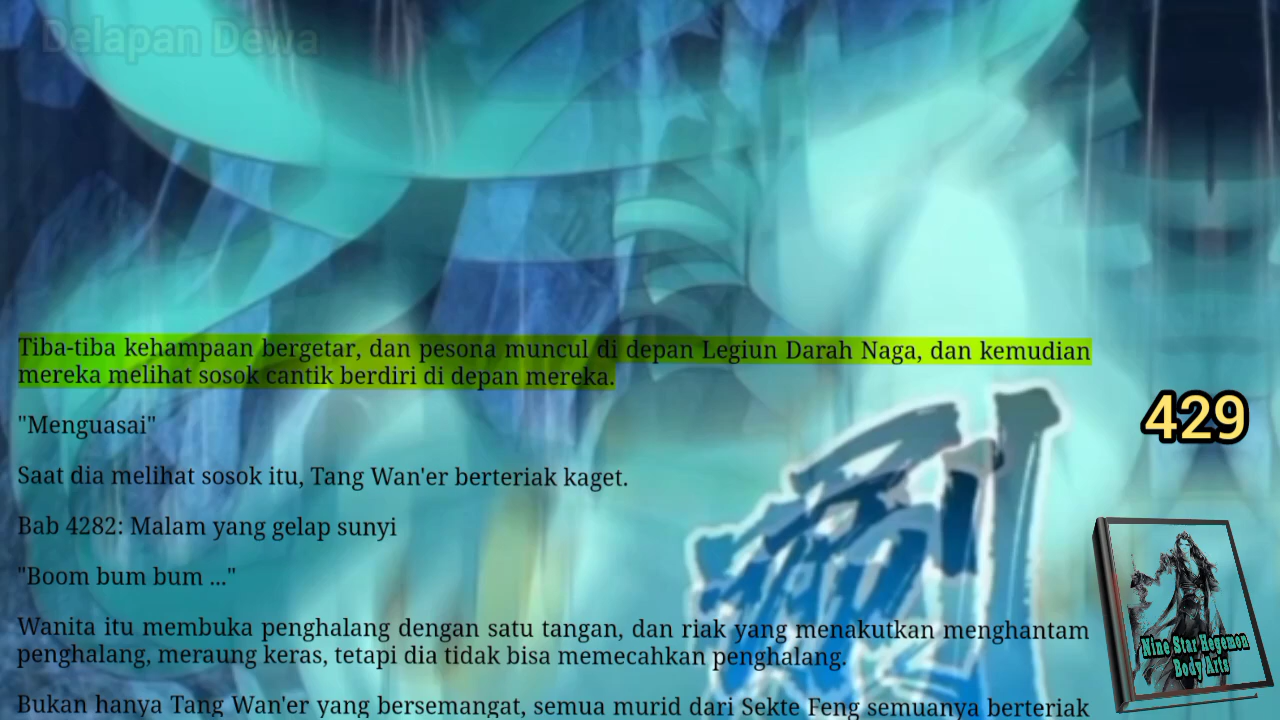 Delapan Dewa
Tiba-tiba kehampaan bergetar, dan pesona muncul di depan Legiun Darah Naga, dan kemudian
mereka melihat sosok cantik berdiri di depan mereka.
"Menguasai"
Saat dia melihat sosok itu, Tang Wan'er berteriak kaget.
429
Bab 4282: Malam yang gelap sunyi
"Boom bum bum ..."
Wanita itu membuka penghalang dengan satu tangan, dan riak yang menakutkan menghantam
penghalang, meraung keras, tetapi dia tidak bisa memecahkan penghalang.
Nine Star Hegemon
Body Arts
Bukan hanya Tang Wan'er yang bersemangat, semua murid dari Sekte Feng semuanya berteriak